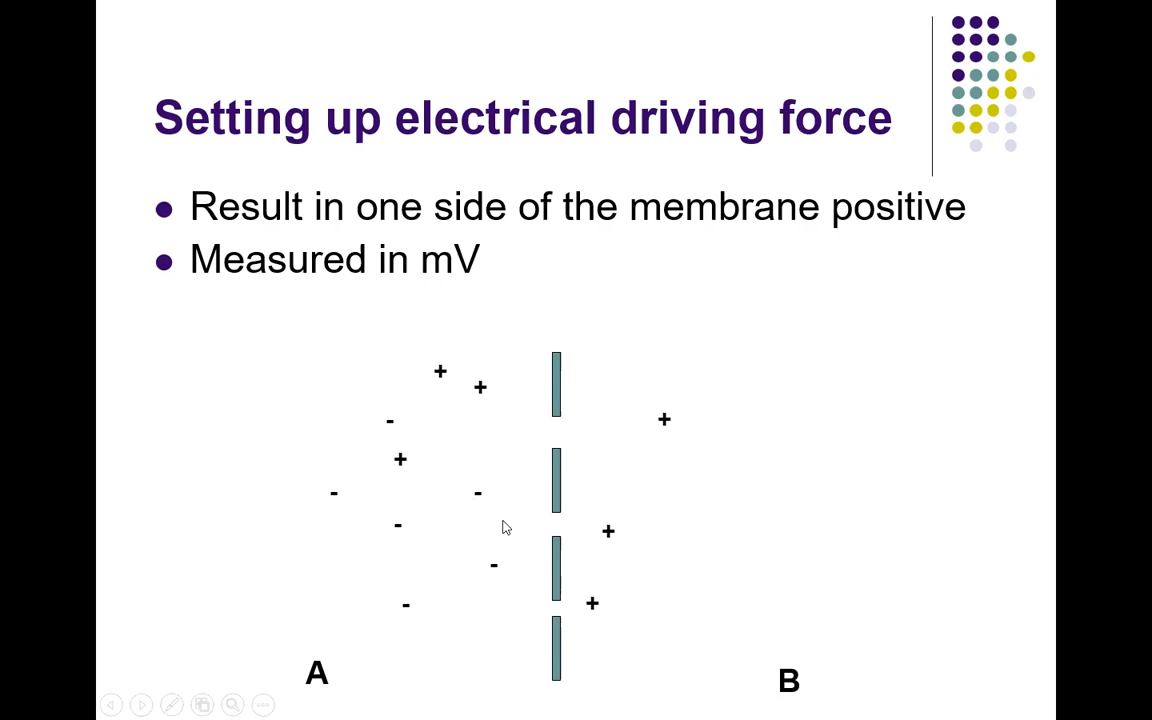 Setting up electrical driving force
● Result in one side of the membrane positive
● Measured in mV
+
+
-
+
+
-
-
-
+
-
-
+
A
B